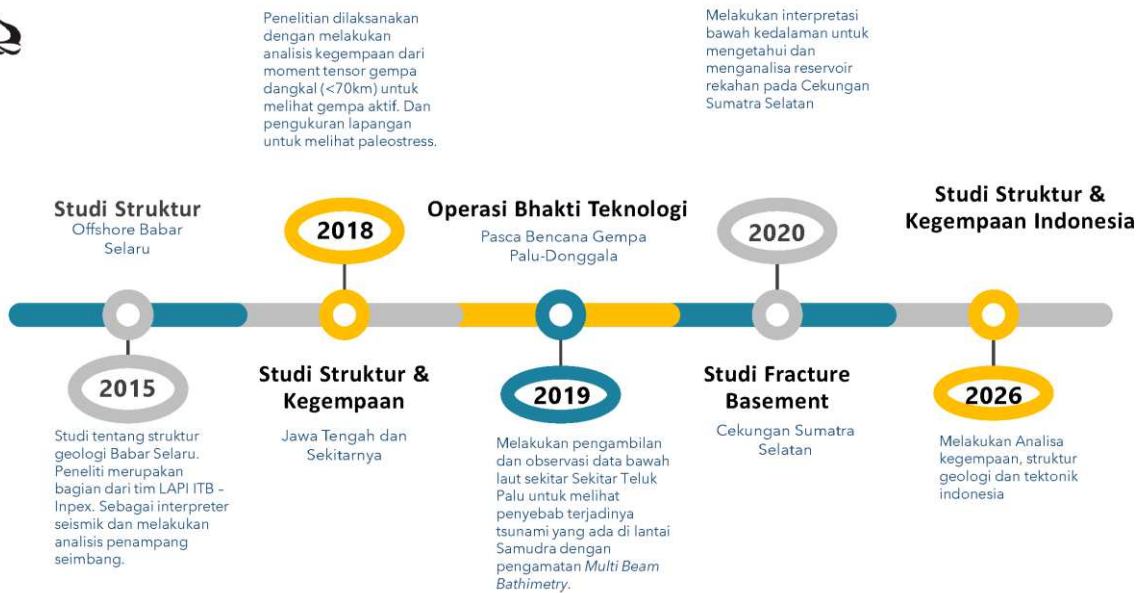 Studi Struktur
Offshore Babar
Selaru
2015
Studi tentang struktur
geologi Babar Selaru.
Peneliti merupakan
bagian dari tim LAPI ITB -
Inpex. Sebagai interpreter
seismik dan melakukan
analisis penampang
seimbang.
Penelitian dilaksanakan
dengan melakukan
analisis kegempaan dari
moment tensor gempa
dangkal (<70km) untuk
melihat gempa aktif. Dan
pengukuran lapangan
untuk melihat paleostress.
2018
Studi Struktur &
Kegempaan
Jawa Tengah dan
Sekitarnya
Operasi Bhakti Teknologi
Pasca Bencana Gempa
Palu-Donggala
2019
Melakukan pengambilan
dan observasi data bawah
laut sekitar Sekitar Teluk
Palu untuk melihat
penyebab terjadinya
tsunami yang ada di lantai
Samudra dengan
pengamatan Multi Beam
Bathimetry.
Melakukan interpretasi
bawah kedalaman untuk
mengetahui dan
menganalisa reservoir
rekahan pada Cekungan
Sumatra Selatan
2020
Studi Fracture
Basement
Cekungan Sumatra
Selatan
Studi Struktur &
Kegempaan Indonesia
2026
Melakukan Analisa
kegempaan, struktur
geologi dan tektonik
indonesia